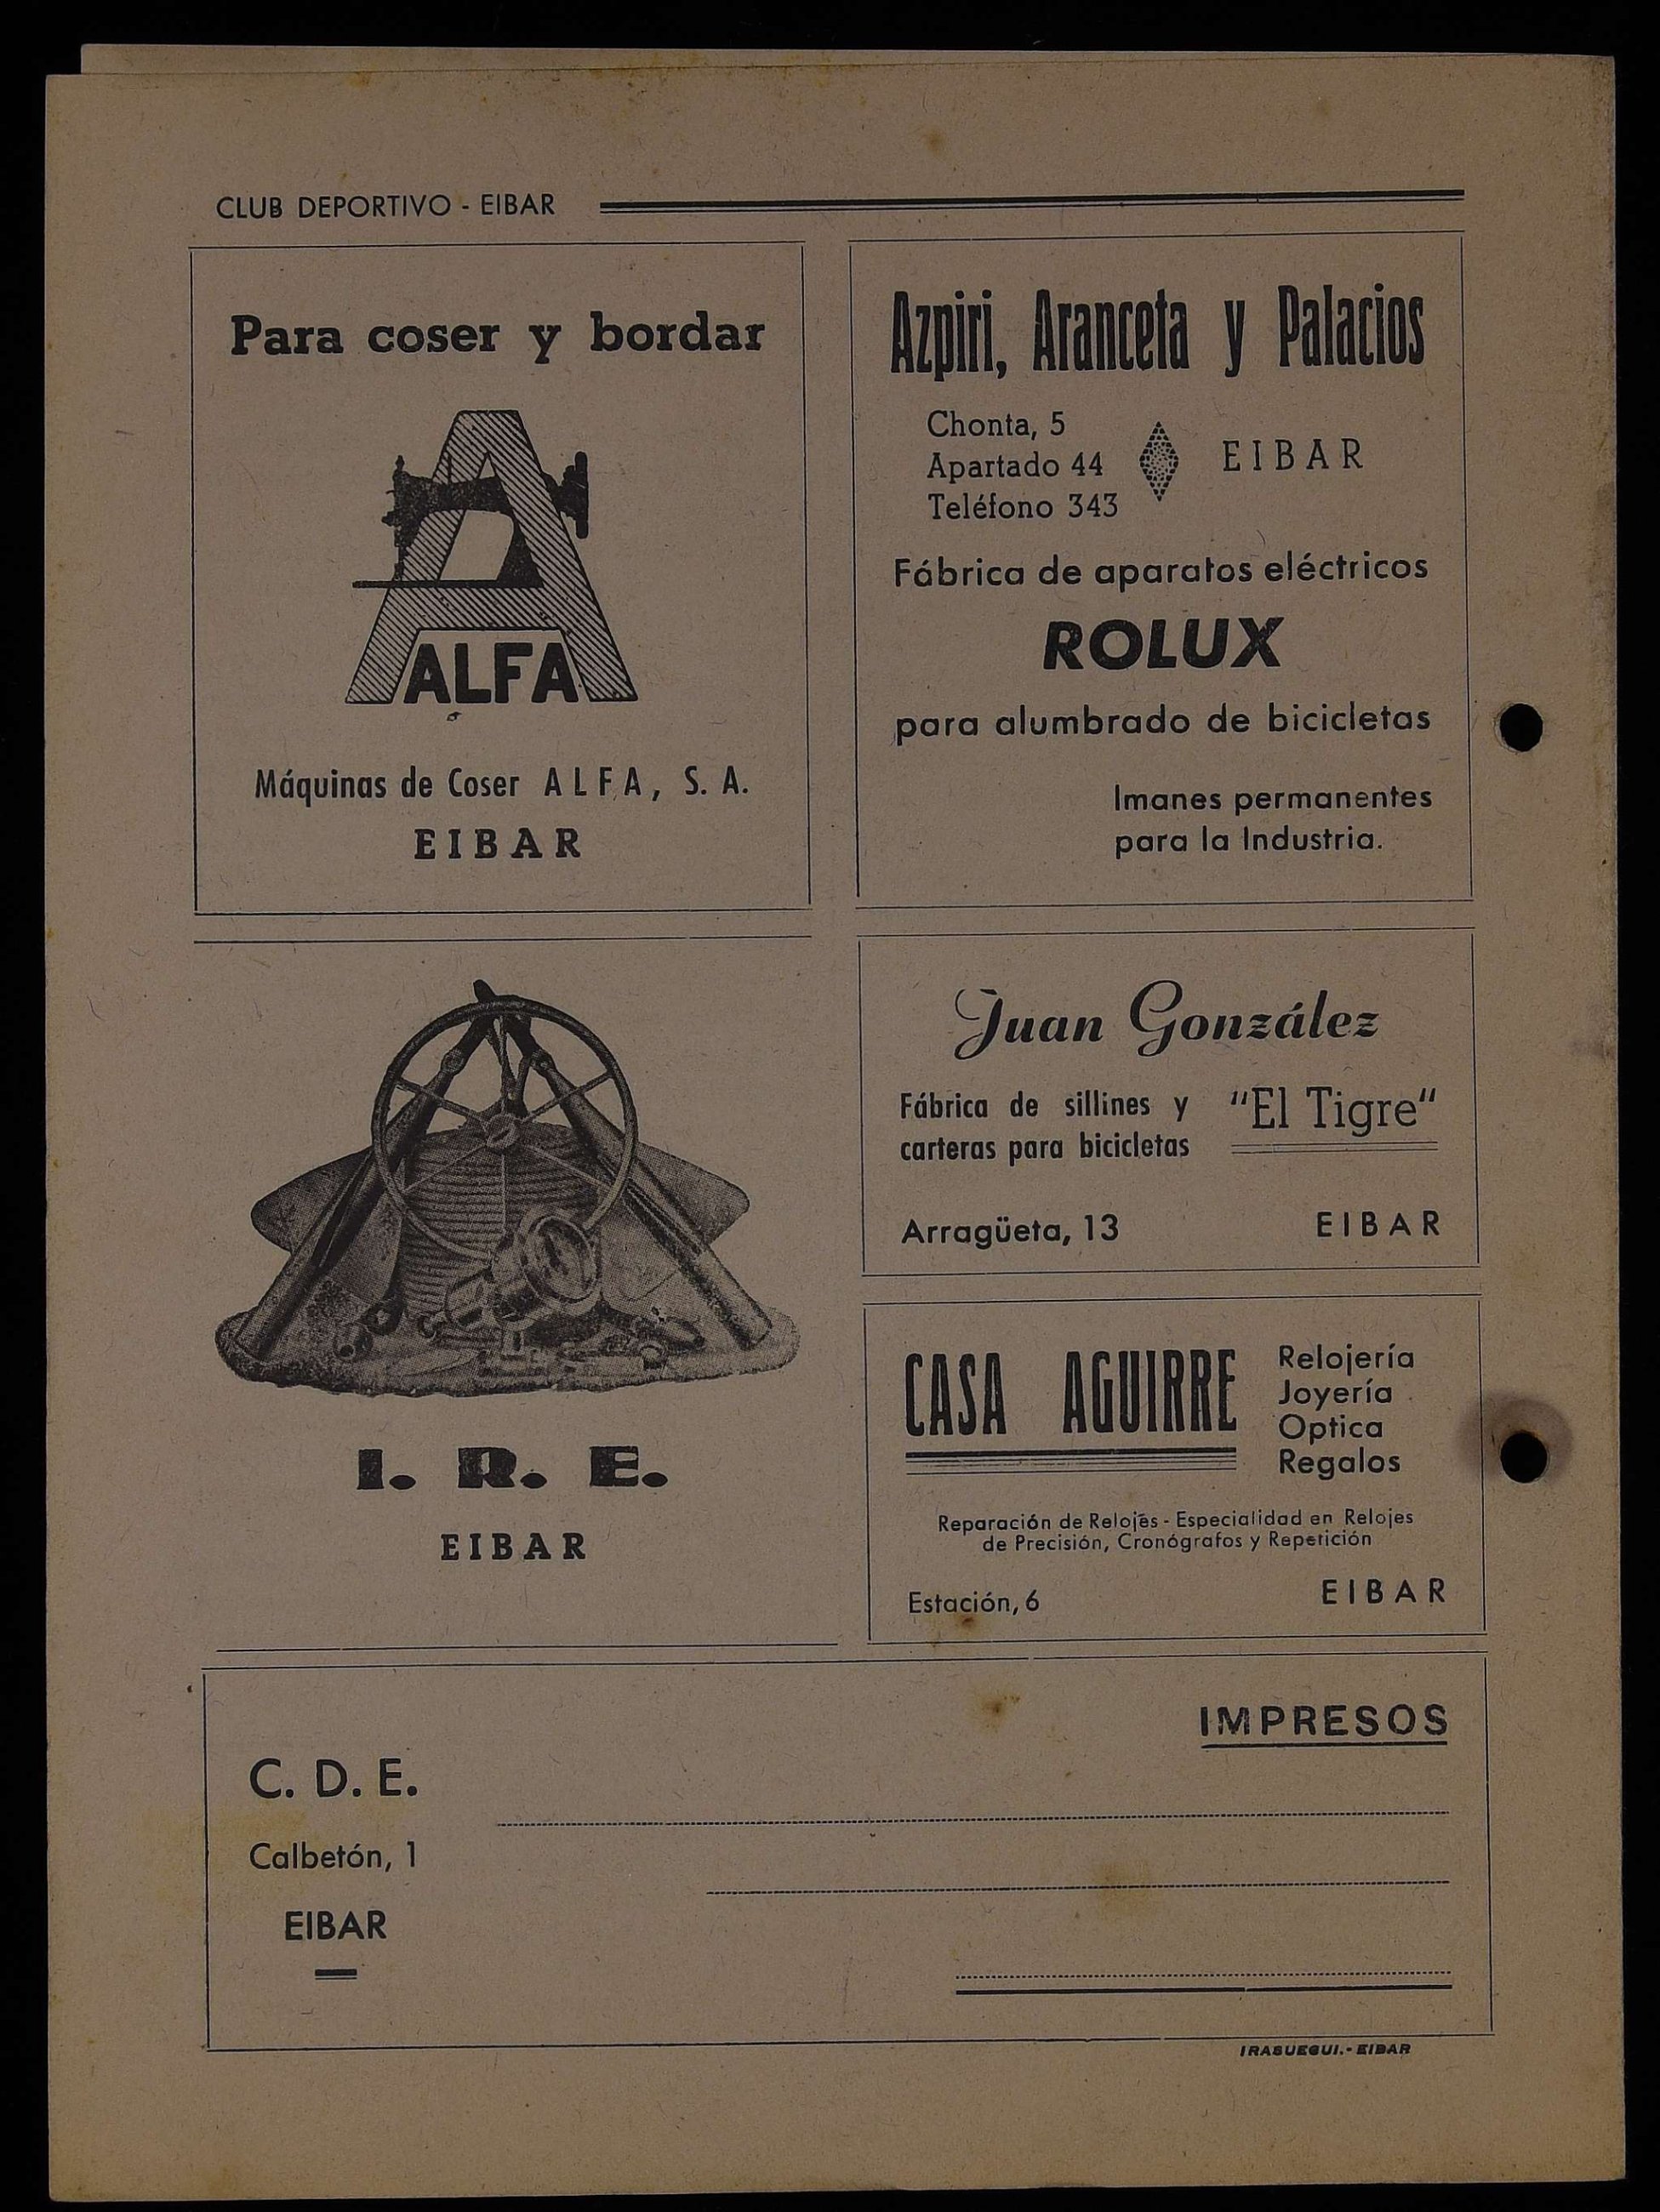 CLUB DEPORTIVO - EIBAR
Para coser y bordar
ALFA
Máquinas de Coser ALFA, S. A.
EIBAR
Azpiri, Aranceta y Palacios
Chonta, 5
Apartado 44
Teléfono 343
EIBAR
Fábrica de aparatos eléctricos
ROLUX
para alumbrado de bicicletas
Imanes permanentes
para la Industria.
I. R. E.
EIBAR
Juan González
Fábrica de sillines y
carteras para bicicletas
"El Tigre"
Arragüeta, 13
EIBAR
CASA AGUIRRE
Relojería
Joyería
Optica
Regalos
Reparación de Relojes - Especialidad en Relojes
de Precisión, Cronógrafos y Repetición
Estación, 6
EIBAR
IMPRESOS
C. D. E.
Calbetón, 1
EIBAR
IRASUEGUI.- EIBAR